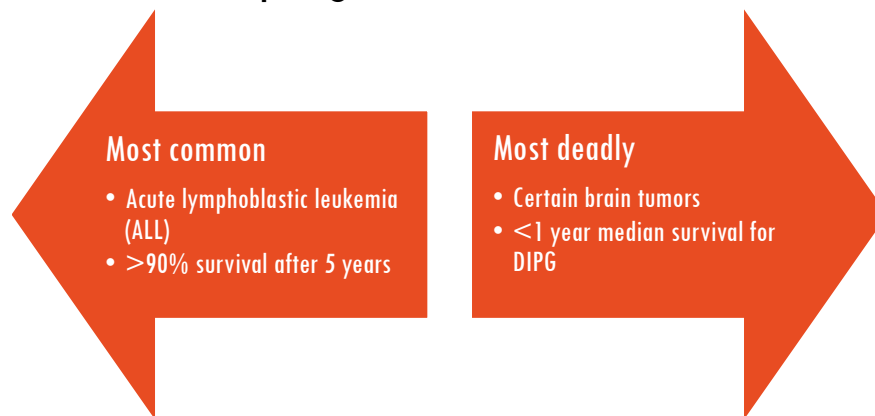 Most common
• Acute lymphoblastic leukemia
(ALL)
• >90% survival after 5 years
Most deadly
• Certain brain tumors
• <1 year median survival for
DIPG